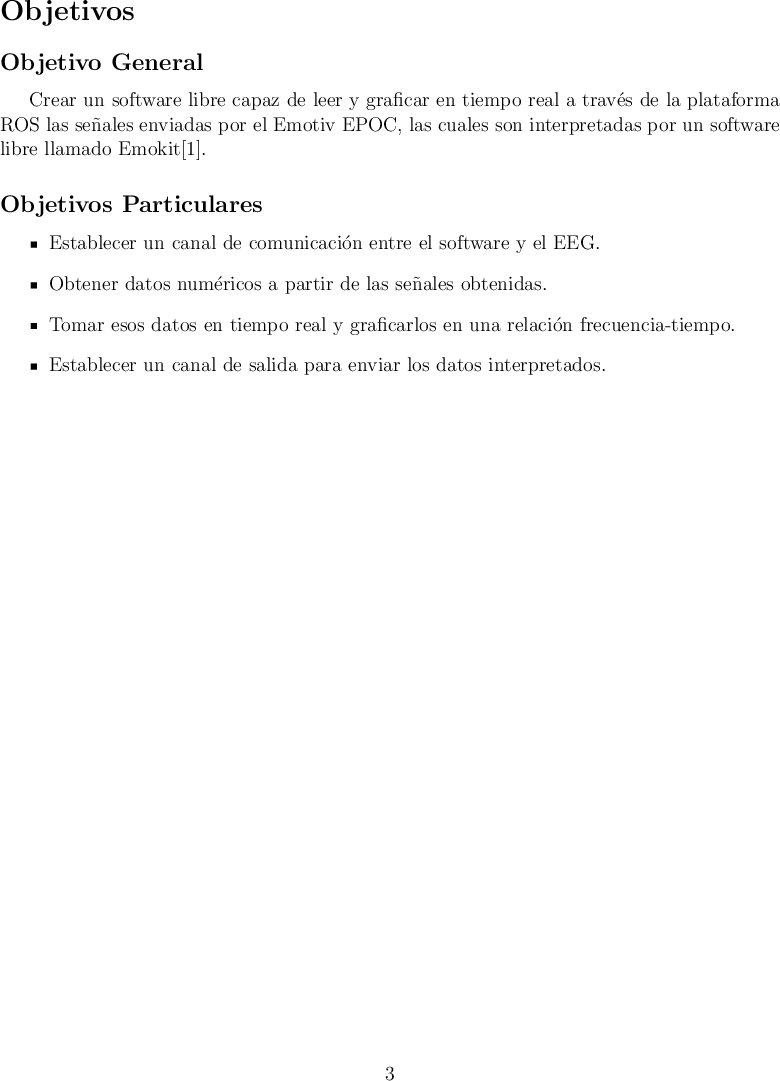 Objetivos
Objetivo General
Crear un software libre capaz de leer y graficar en tiempo real a través de la plataforma
ROS las señales enviadas por el Emotiv EPOC, las cuales son interpretadas por un software
libre llamado Emokit[1].
Objetivos Particulares
▪ Establecer un canal de comunicación entre el software y el EEG.
▪ Obtener datos numéricos a partir de las señales obtenidas.
▪ Tomar esos datos en tiempo real y graficarlos en una relación frecuencia-tiempo.
▪ Establecer un canal de salida para enviar los datos interpretados.
3